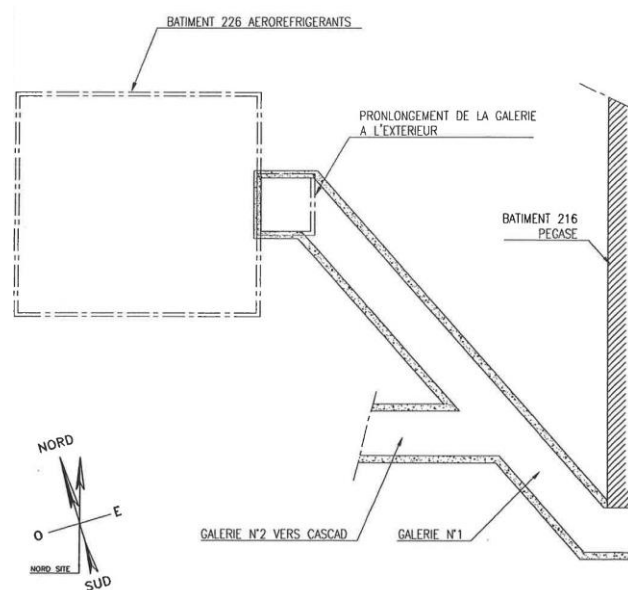 BATIMENT 226 AEROREFRIGERANTS
PRONLONGEMENT DE LA GALERIE
A L'EXTERIEUR
BATIMENT 216
PEGASE
NORD
O
E
GALERIE N°2 VERS CASCAD
GALERIE N°1
NORD SITE
SUD